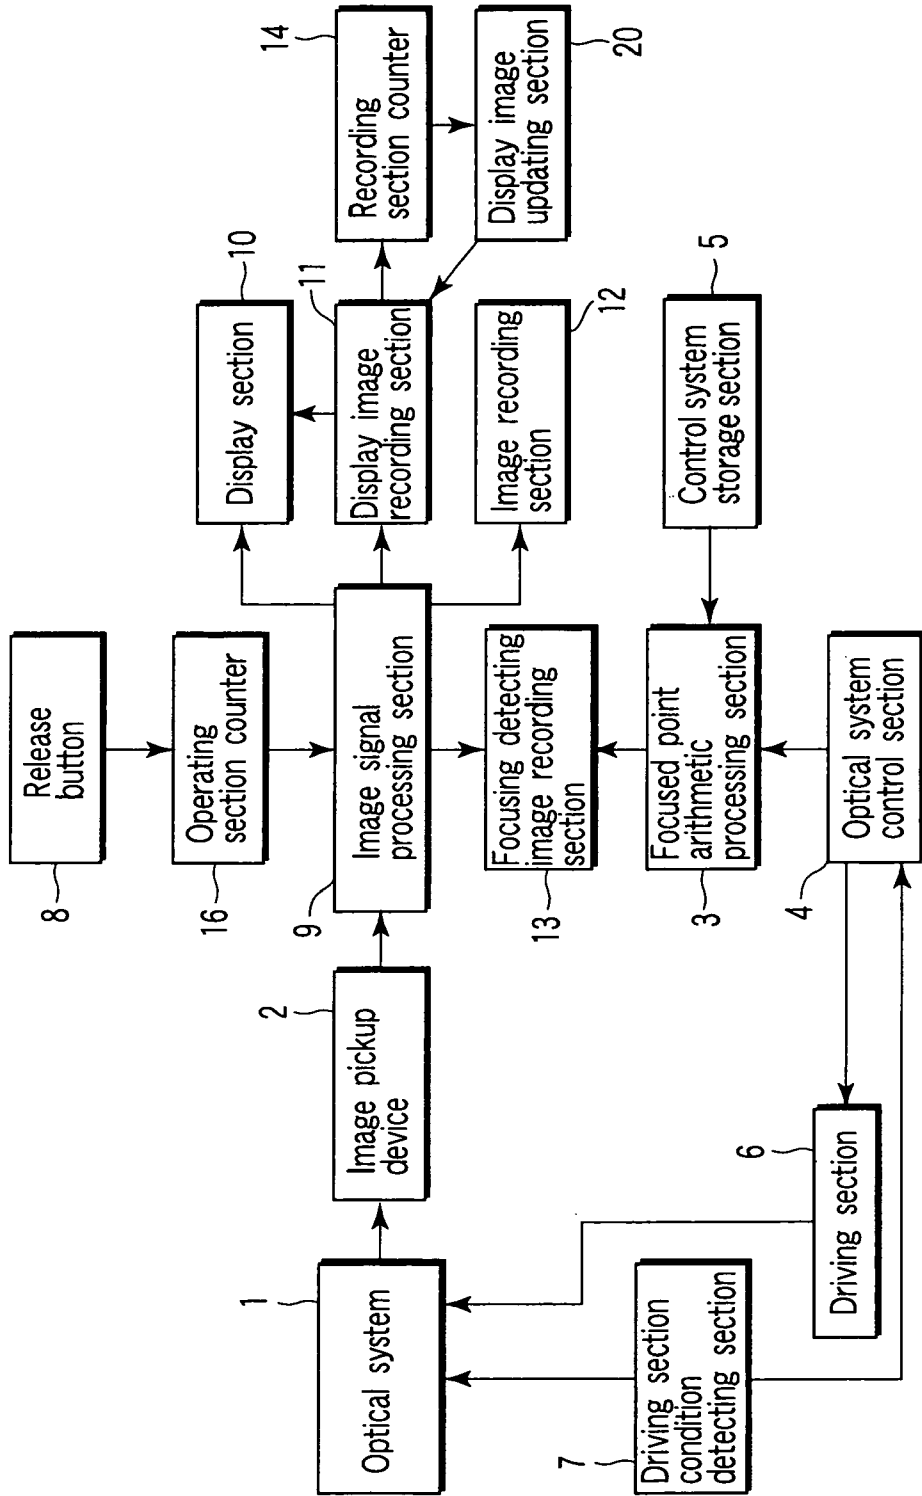 8
Release
button
16
Operating
section counter
1
Optical system
2
Image pickup
device
9
Image signal
processing section
10
Display section
11
Display image
recording section
14
Recording
section counter
20
Display image
updating section
12
Image recording
section
13
Focusing detecting
image recording
section
3
Focused point
arithmetic
processing section
5
Control system
storage section
4
Optical system
control section
6
Driving section
7
Driving section
condition
detecting section